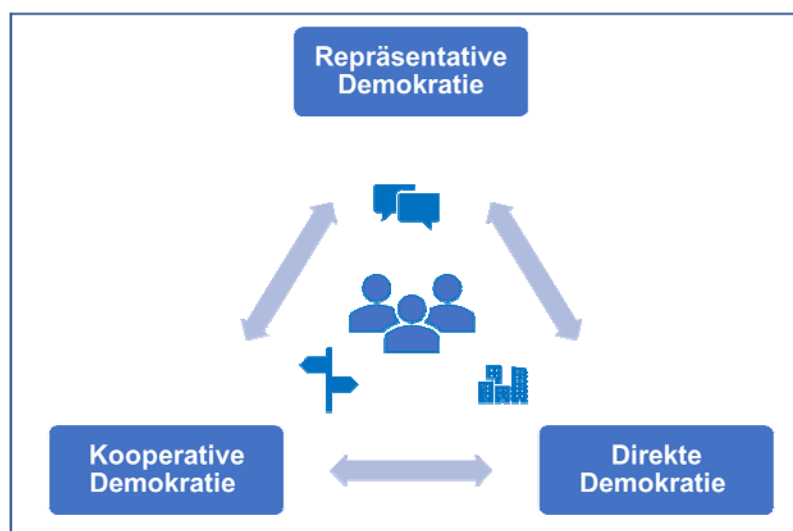 Repräsentative
Demokratie
Kooperative
Demokratie
Direkte
Demokratie